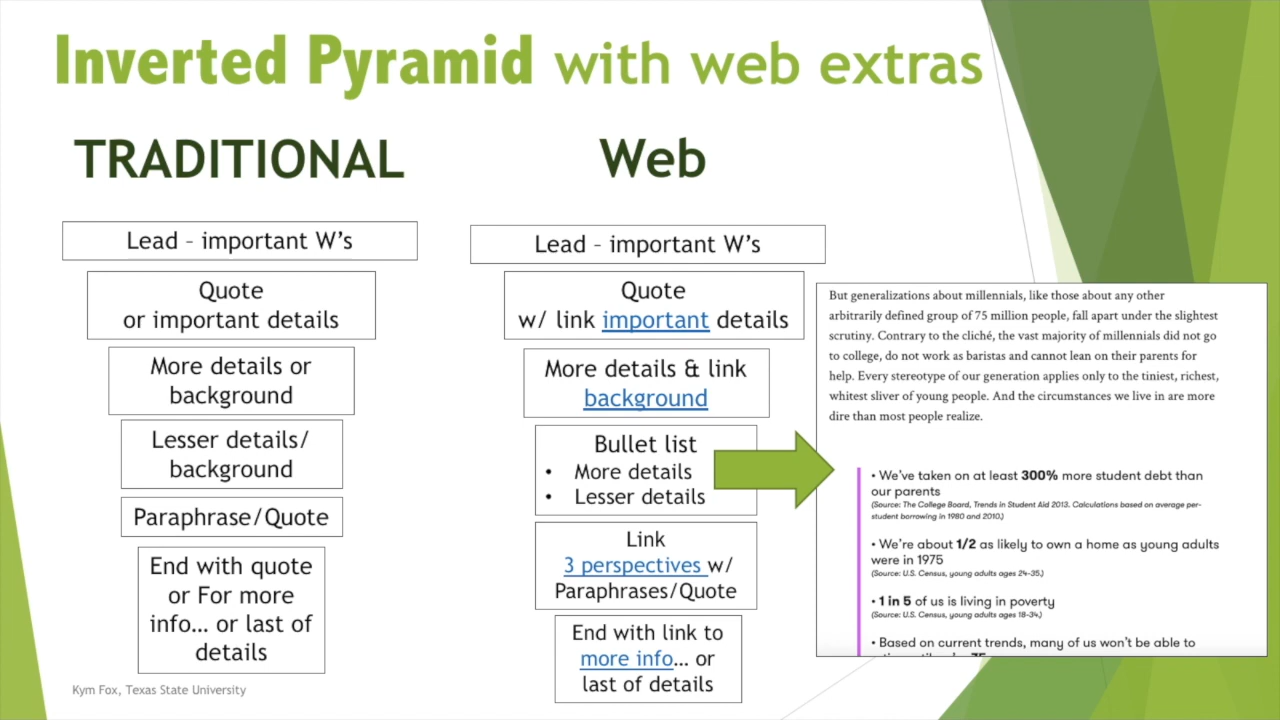 Inverted Pyramid with web extras
TRADITIONAL
Lead – important W's
Quote
or important details
More details or
background
Lesser details/
background
Paraphrase/Quote
End with quote
or For more
info… or last of
details
Web
Lead – important W's
Quote
w/ link important details
More details & link
background
Bullet list
• More details
• Lesser details
Link
3 perspectives w/
Paraphrases/Quote
End with link to
more info… or
last of details
But generalizations about millennials, like those about any other
arbitrarily defined group of 75 million people, fall apart under the slightest
scrutiny. Contrary to the cliché, the vast majority of millennials did not go
to college, do not work as baristas and cannot lean on their parents for
help. Every stereotype of our generation applies only to the tiniest, richest,
whitest sliver of young people. And the circumstances we live in are more
dire than most people realize.
• We've taken on at least 300% more student debt than
our parents
(Source: The College Board, Trends in Student Aid 2013. Calculations based on average per-
student borrowing in 1980 and 2010.)
• We're about 1/2 as likely to own a home as young adults
were in 1975
(Source: U.S. Census, young adults ages 24-35.)
• 1 in 5 of us is living in poverty
(Source: U.S. Census, young adults ages 18-34.)
• Based on current trends, many of us won't be able to
Kym Fox, Texas State University